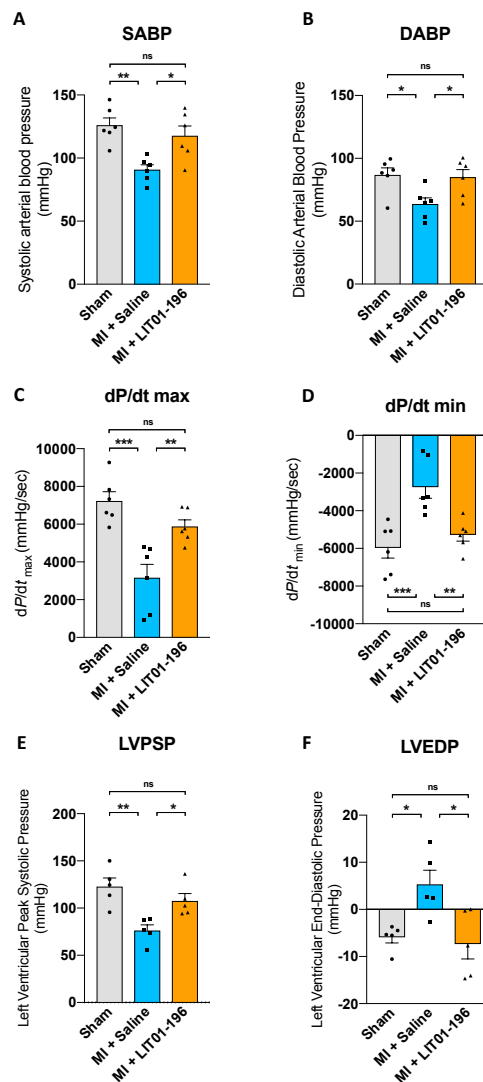 A
SABP
ns
**
*
150
100
50
0
Systolic arterial blood pressure
(mmHg)
Sham
MI + Saline
MI + LIT01-196
B
DABP
ns
*
*
150
100
50
0
Diastolic Arterial Blood Pressure
(mmHg)
Sham
MI + Saline
MI + LIT01-196
C
dP/dt max
ns
***
**
10000
8000
6000
4000
2000
0
dP/dt max (mmHg/sec)
Sham
MI + Saline
MI + LIT01-196
D
dP/dt min
0
-2000
-4000
-6000
-8000
-10000
dP/dt min (mmHg/sec)
***
**
ns
Sham
MI + Saline
MI + LIT01-196
E
LVPSP
ns
**
*
200
150
100
50
0
Left Ventricular Peak Systolic Pressure
(mmHg)
Sham
MI + Saline
MI + LIT01-196
F
LVEDP
ns
*
*
20
10
0
-10
-20
Left Ventricular End-Diastolic Pressure
(mmHg)
Sham
MI + Saline
MI + LIT01-196